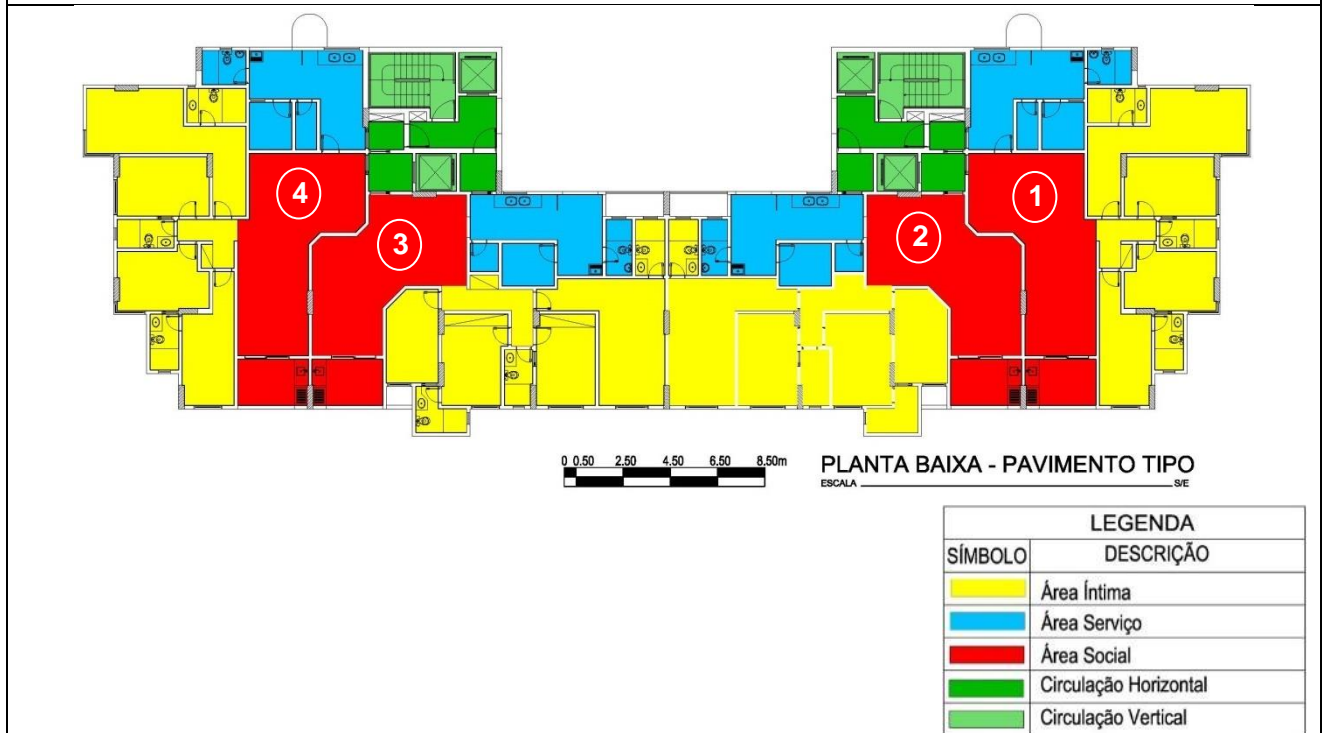 4
3
2
1
0 0.50 2.50 4.50 6.50 8.50m
PLANTA BAIXA - PAVIMENTO TIPO
ESCALA S/E
LEGENDA
SÍMBOLO DESCRIÇÃO
Área Íntima
Área Serviço
Área Social
Circulação Horizontal
Circulação Vertical